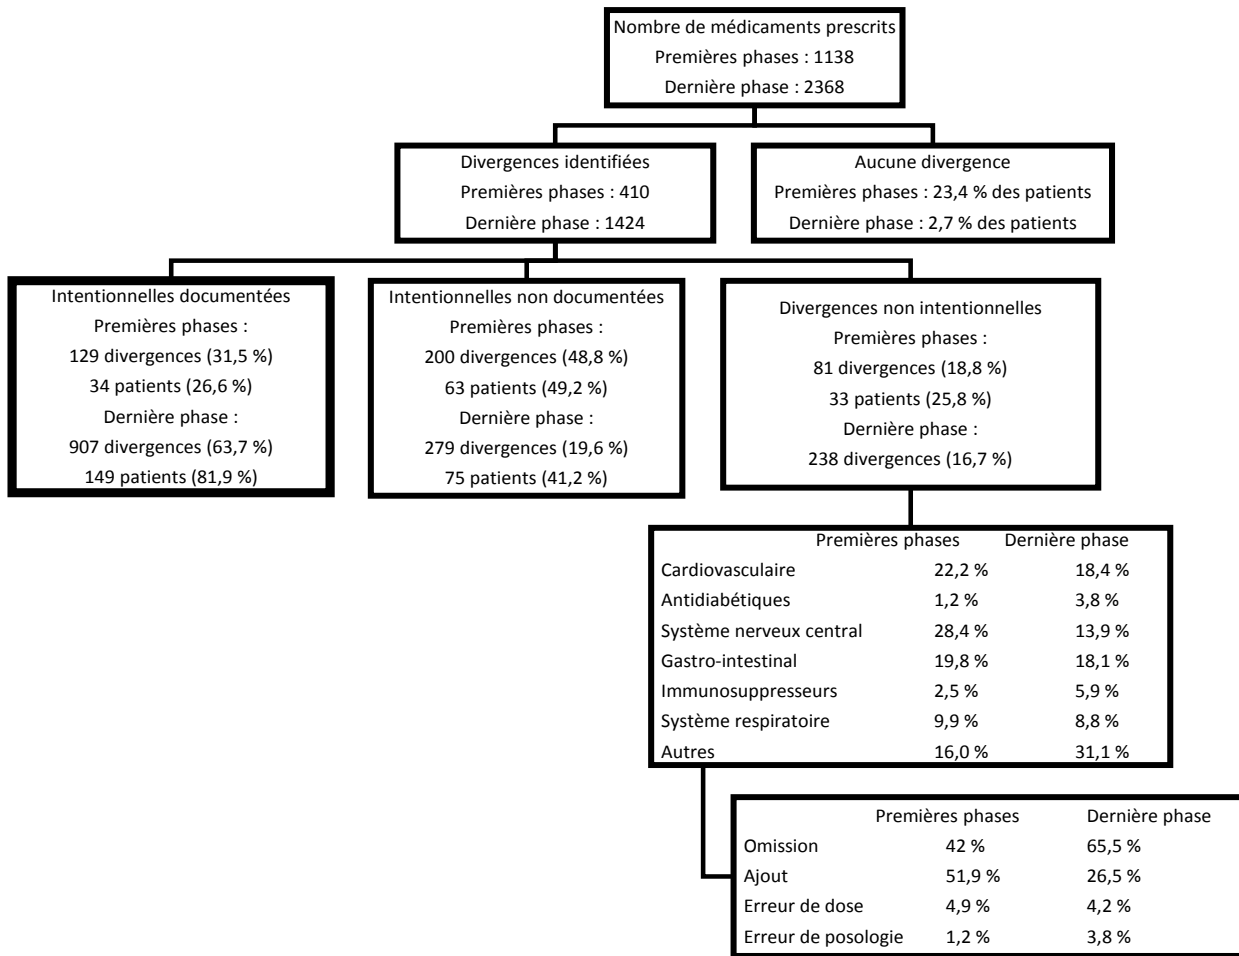 Nombre de médicaments prescrits
Premières phases : 1138
Dernière phase : 2368
Divergences identifiées
Premières phases : 410
Dernière phase : 1424
Aucune divergence
Premières phases : 23,4 % des patients
Dernière phase : 2,7 % des patients
Intentionnelles documentées
Premières phases :
129 divergences (31,5 %)
34 patients (26,6 %)
Dernière phase :
907 divergences (63,7 %)
149 patients (81,9 %)
Intentionnelles non documentées
Premières phases :
200 divergences (48,8 %)
63 patients (49,2 %)
Dernière phase :
279 divergences (19,6 %)
75 patients (41,2 %)
Divergences non intentionnelles
Premières phases :
81 divergences (18,8 %)
33 patients (25,8 %)
Dernière phase :
238 divergences (16,7 %)
Premières phases Dernière phase
Cardiovasculaire 22,2 % 18,4 %
Antidiabétiques 1,2 % 3,8 %
Système nerveux central 28,4 % 13,9 %
Gastro-intestinal 19,8 % 18,1 %
Immunosuppresseurs 2,5 % 5,9 %
Système respiratoire 9,9 % 8,8 %
Autres 16,0 % 31,1 %
Premières phases Dernière phase
Omission 42 % 65,5 %
Ajout 51,9 % 26,5 %
Erreur de dose 4,9 % 4,2 %
Erreur de posologie 1,2 % 3,8 %